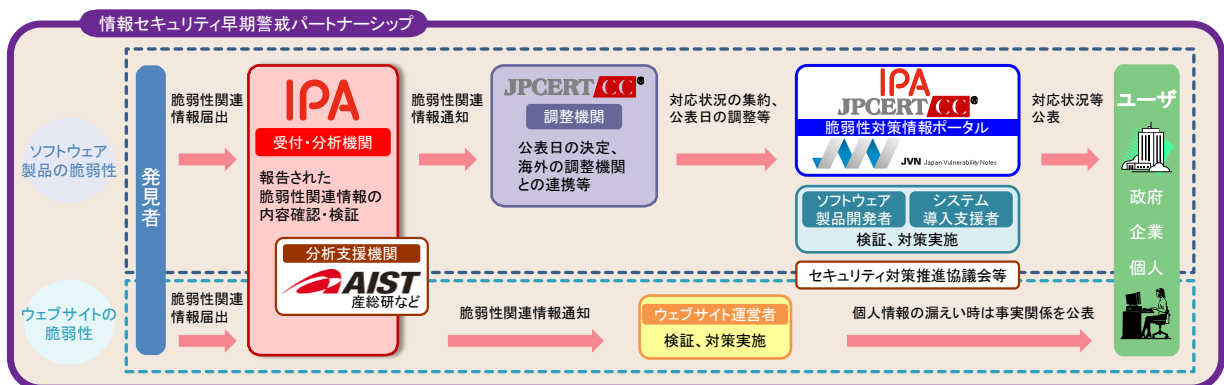 情報セキュリティ早期警戒パートナーシップ
ソフトウェア
製品の脆弱性
発見者
脆弱性関連
情報届出
IPA
受付・分析機関
報告された
脆弱性関連情報の
内容確認・検証
分析支援機関
AIST
産総研など
脆弱性関連
情報通知
JPCERT CC®
調整機関
公表日の決定、
海外の調整機関
との連携等
対応状況の集約、
公表日の調整等
IPA
JPCERT CC®
脆弱性対策情報ポータル
JVN Japan Vulnerability Notes
ソフトウェア
製品開発者
システム
導入支援者
検証、対策実施
セキュリティ対策推進協議会等
対応状況等
公表
ユーザ
政府
企業
個人
ウェブサイトの
脆弱性
脆弱性関連
情報届出
脆弱性関連情報通知
ウェブサイト運営者
検証、対策実施
個人情報の漏えい時は事実関係を公表